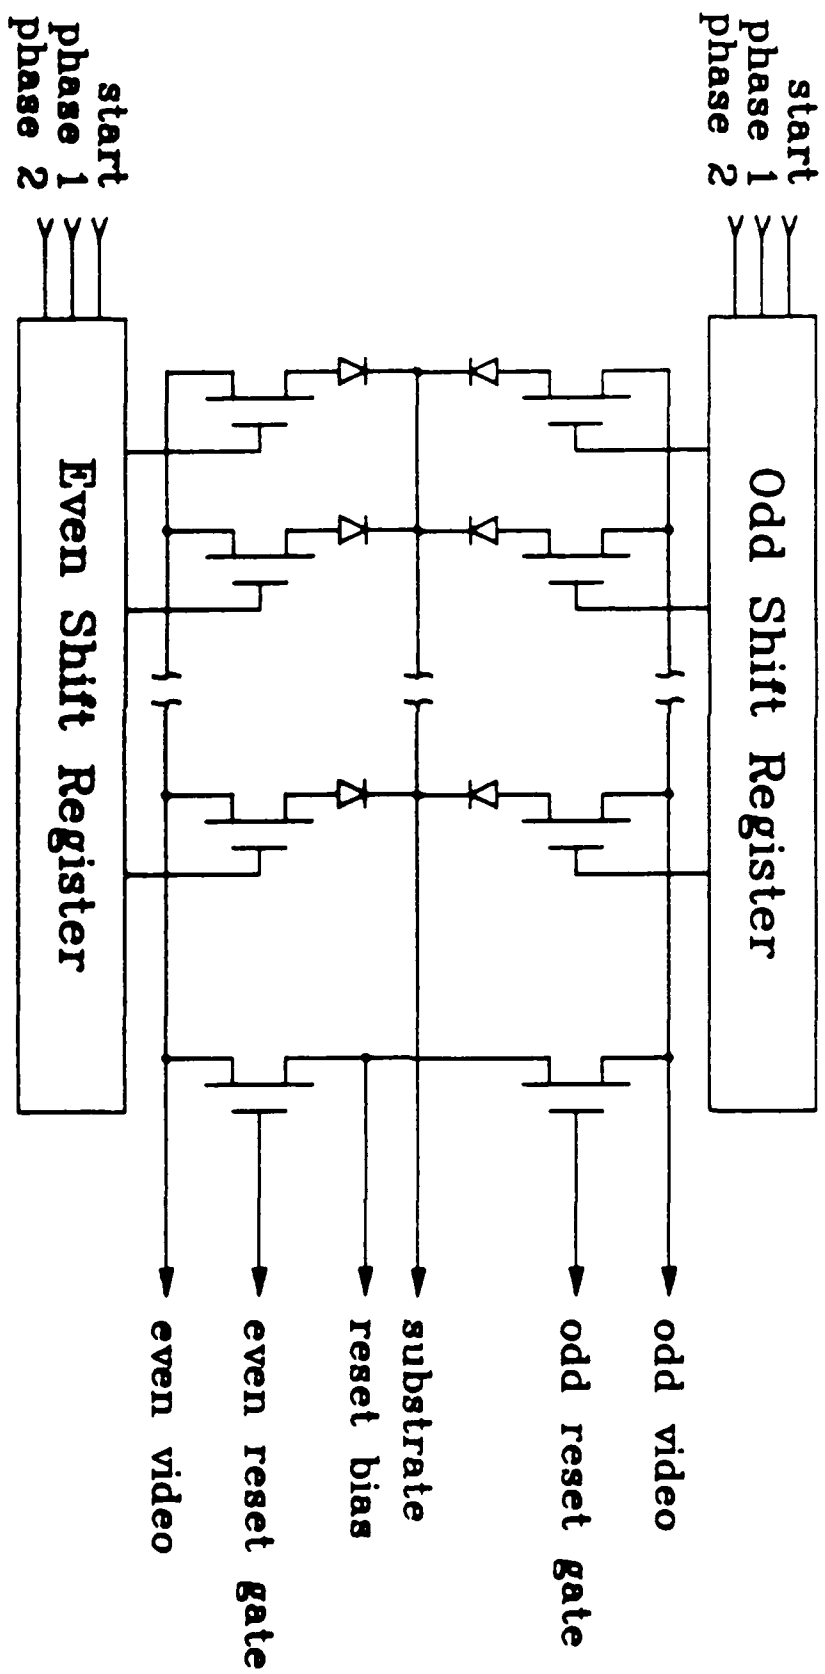 start
phase 1
phase 2
Odd Shift Register
odd video
odd reset gate
substrate
reset bias
even reset gate
even video
start
phase 1
phase 2
Even Shift Register